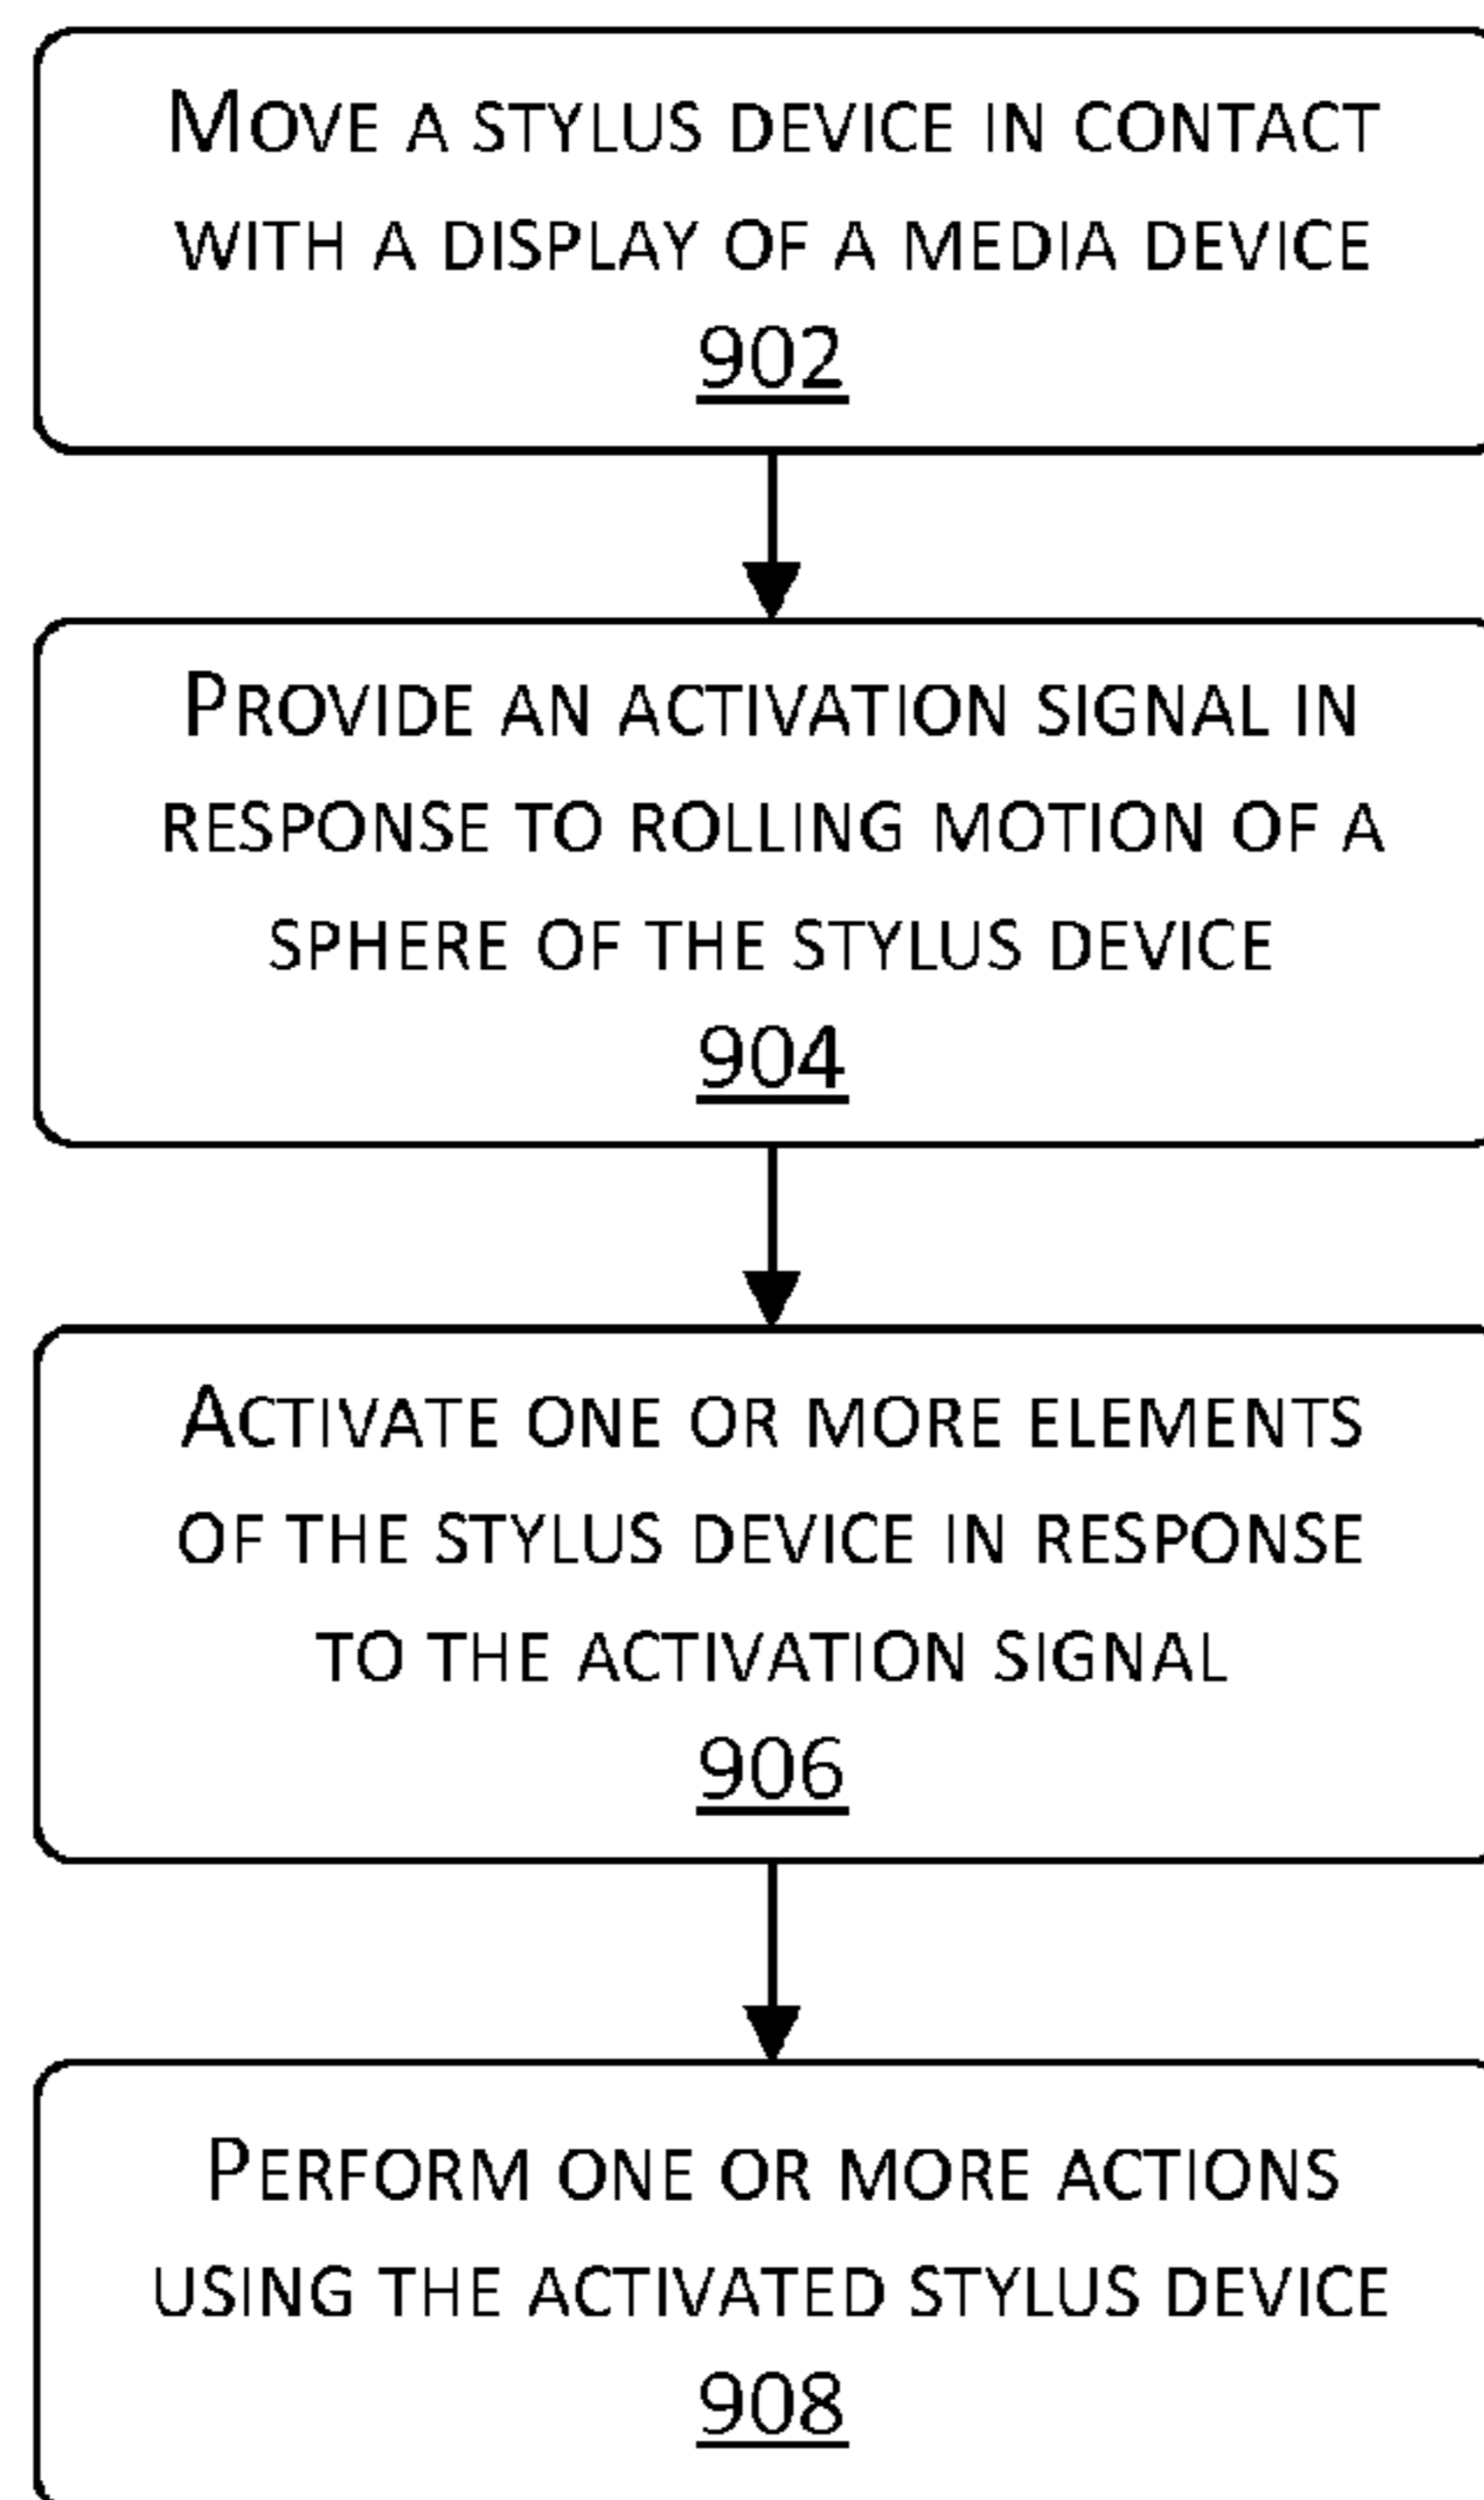 Move a stylus device in contact
with a display of a media device
902
Provide an activation signal in
response to rolling motion of a
sphere of the stylus device
904
Activate one or more elements
of the stylus device in response
to the activation signal
906
Perform one or more actions
using the activated stylus device
908